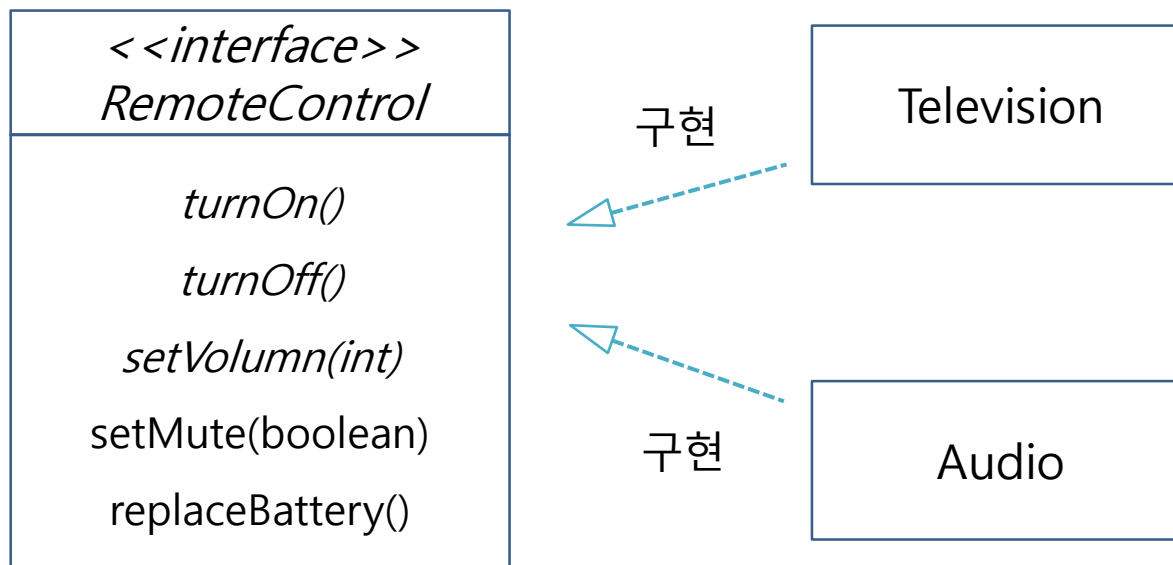 <<interface>>
RemoteControl
turnOn()
turnOff()
setVolumn(int)
setMute(boolean)
replaceBattery()
구현
Television
구현
Audio